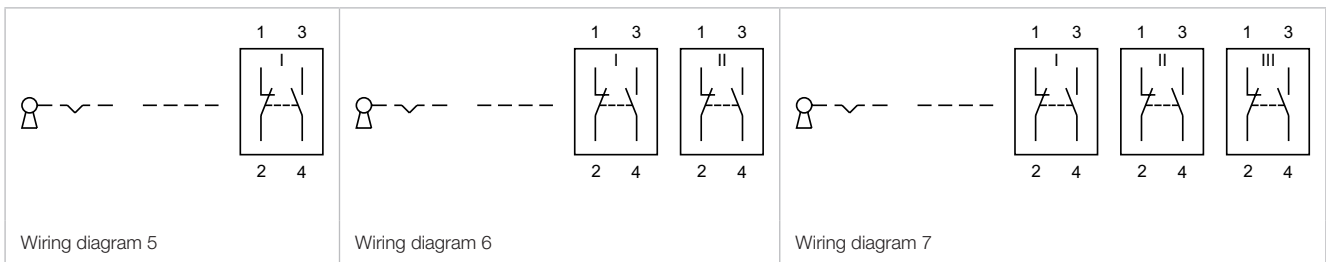 1 3
I
2 4
Wiring diagram 5
1 3 1 3
I II
2 4 2 4
Wiring diagram 6
1 3 1 3 1 3
I II III
2 4 2 4 2 4
Wiring diagram 7